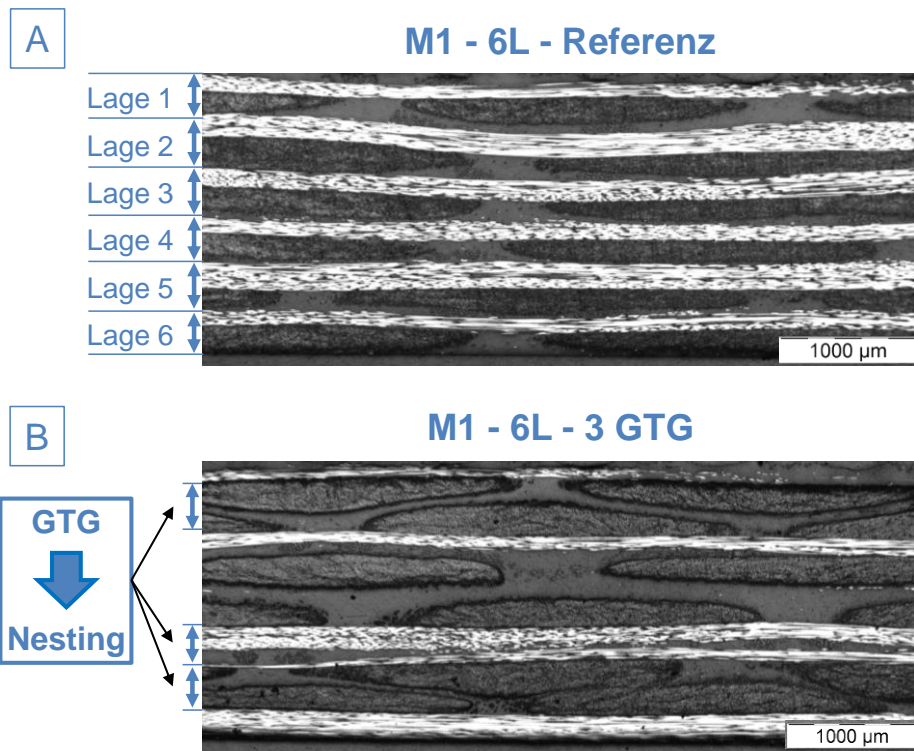 A
M1 - 6L - Referenz
Lage 1
Lage 2
Lage 3
Lage 4
Lage 5
Lage 6
1000 µm
B
M1 - 6L - 3 GTG
GTG
Nesting
1000 µm